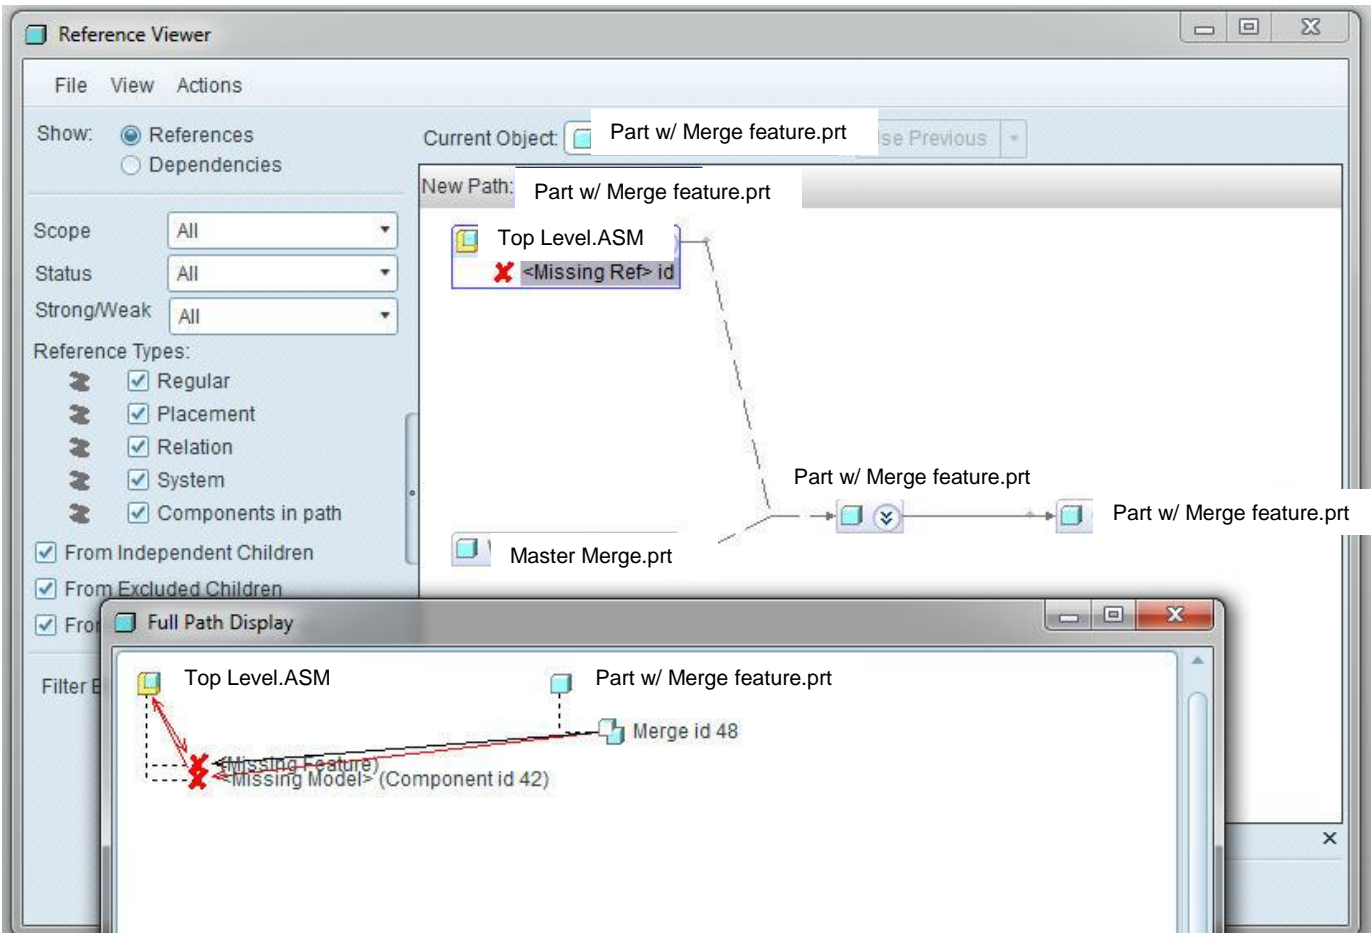 Reference Viewer
File View Actions
Show: References
Dependencies
Current Object: Part w/ Merge feature.prt Previous
New Path: Part w/ Merge feature.prt
Scope All
Status All
Strong/Weak All
Reference Types:
Regular
Placement
Relation
System
Components in path
From Independent Children
From Excluded Children
Top Level.ASM
<Missing Ref> id
Part w/ Merge feature.prt
Part w/ Merge feature.prt
Master Merge.prt
Full Path Display
Filter
Top Level.ASM
Part w/ Merge feature.prt
Merge id 48
<Missing Feature)
<Missing Model> (Component id 42)